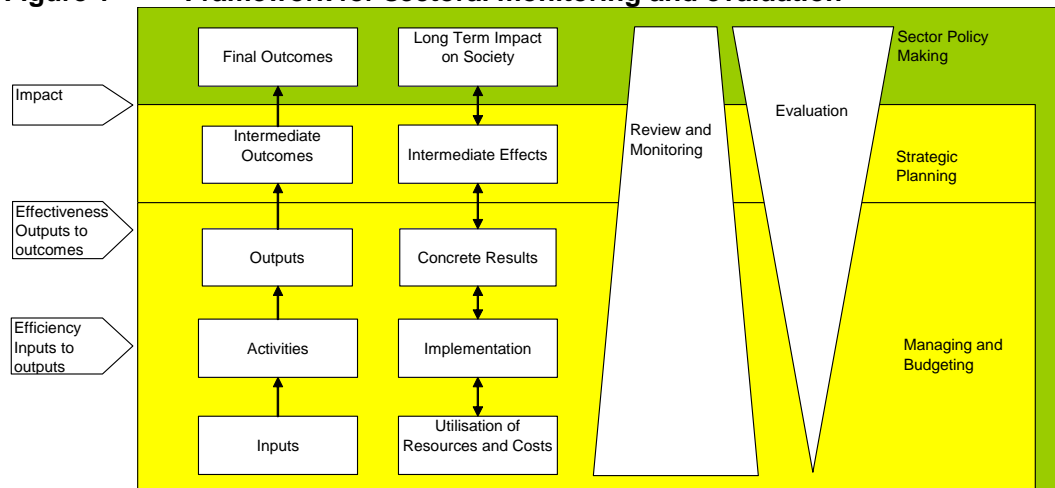 Figure 1 Framework for sectoral monitoring and evaluation
Final Outcomes
Long Term Impact
on Society
Sector Policy
Making
Impact
Evaluation
Intermediate
Outcomes
Intermediate Effects
Review and
Monitoring
Strategic
Planning
Effectiveness
Outputs to
outcomes
Outputs
Concrete Results
Efficiency
Inputs to
outputs
Activities
Implementation
Managing and
Budgeting
Inputs
Utilisation of
Resources and Costs